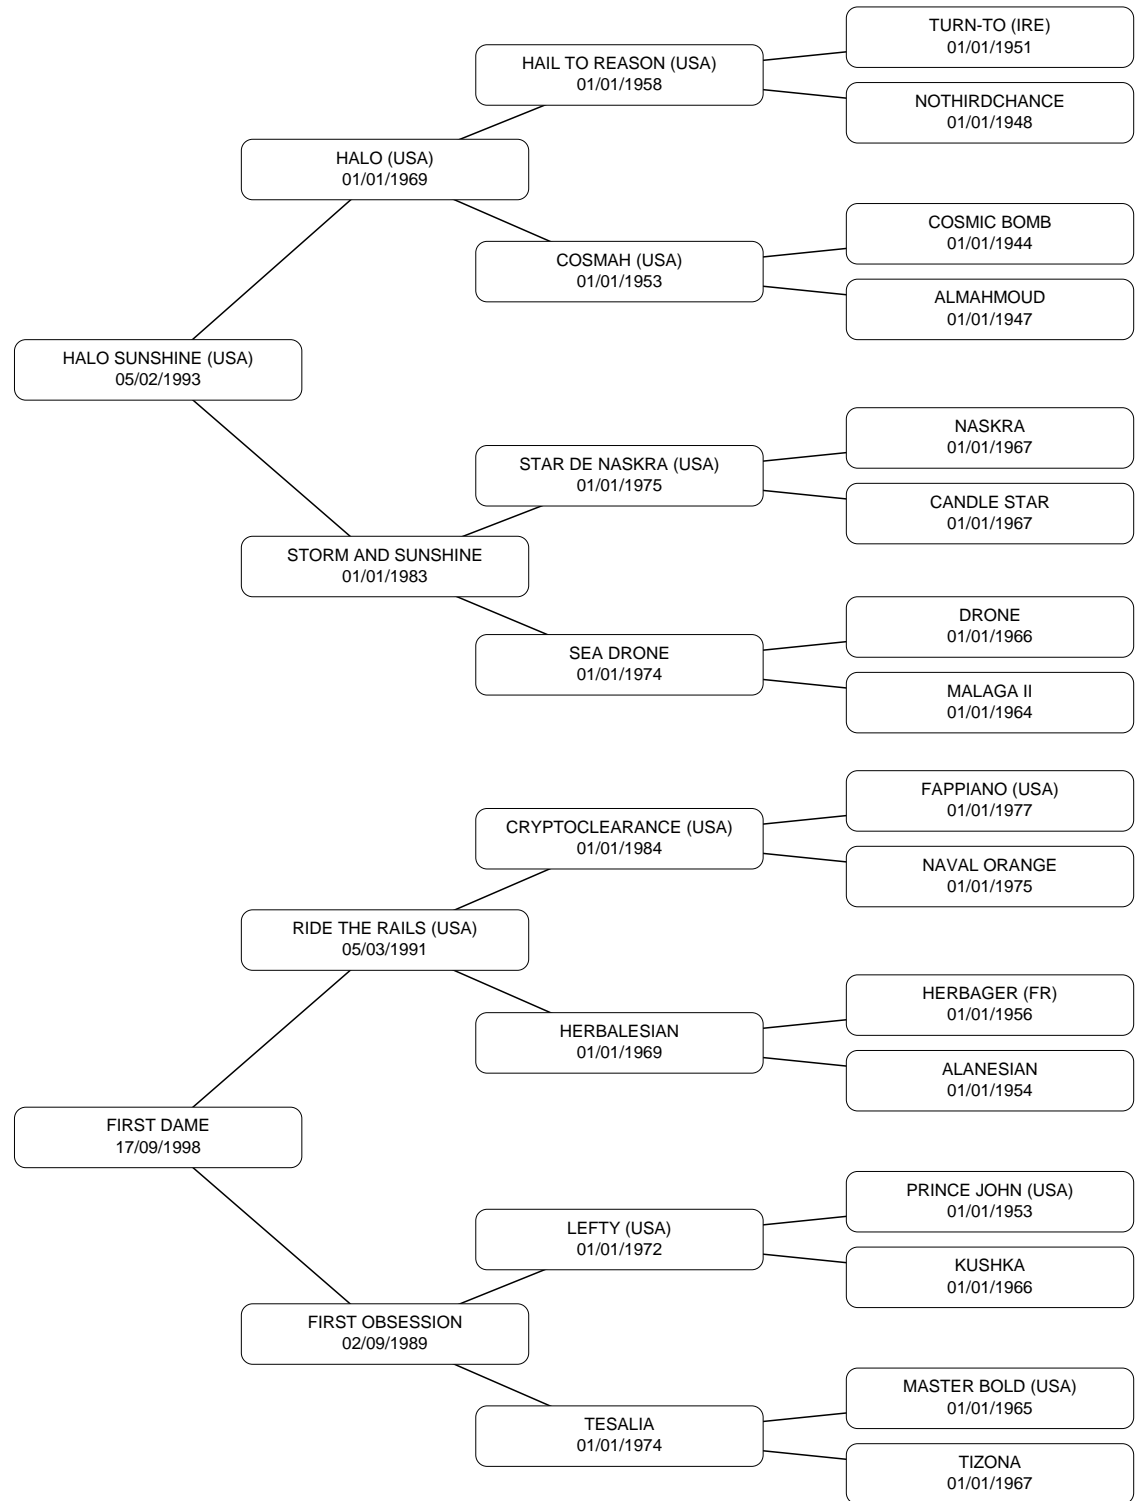 TURN-TO (IRE)
01/01/1951
HAIL TO REASON (USA)
01/01/1958
NOTHIRDCHANCE
01/01/1948
HALO (USA)
01/01/1969
COSMIC BOMB
01/01/1944
COSMAH (USA)
01/01/1953
ALMAHMOUD
01/01/1947
HALO SUNSHINE (USA)
05/02/1993
NASKRA
01/01/1967
STAR DE NASKRA (USA)
01/01/1975
CANDLE STAR
01/01/1967
STORM AND SUNSHINE
01/01/1983
DRONE
01/01/1966
SEA DRONE
01/01/1974
MALAGA II
01/01/1964
FAPPIANO (USA)
01/01/1977
CRYPTOCLEARANCE (USA)
01/01/1984
NAVAL ORANGE
01/01/1975
RIDE THE RAILS (USA)
05/03/1991
HERBAGER (FR)
01/01/1956
HERBALESIAN
01/01/1969
ALANESIAN
01/01/1954
FIRST DAME
17/09/1998
PRINCE JOHN (USA)
01/01/1953
LEFTY (USA)
01/01/1972
KUSHKA
01/01/1966
FIRST OBSESSION
02/09/1989
MASTER BOLD (USA)
01/01/1965
TESALIA
01/01/1974
TIZONA
01/01/1967